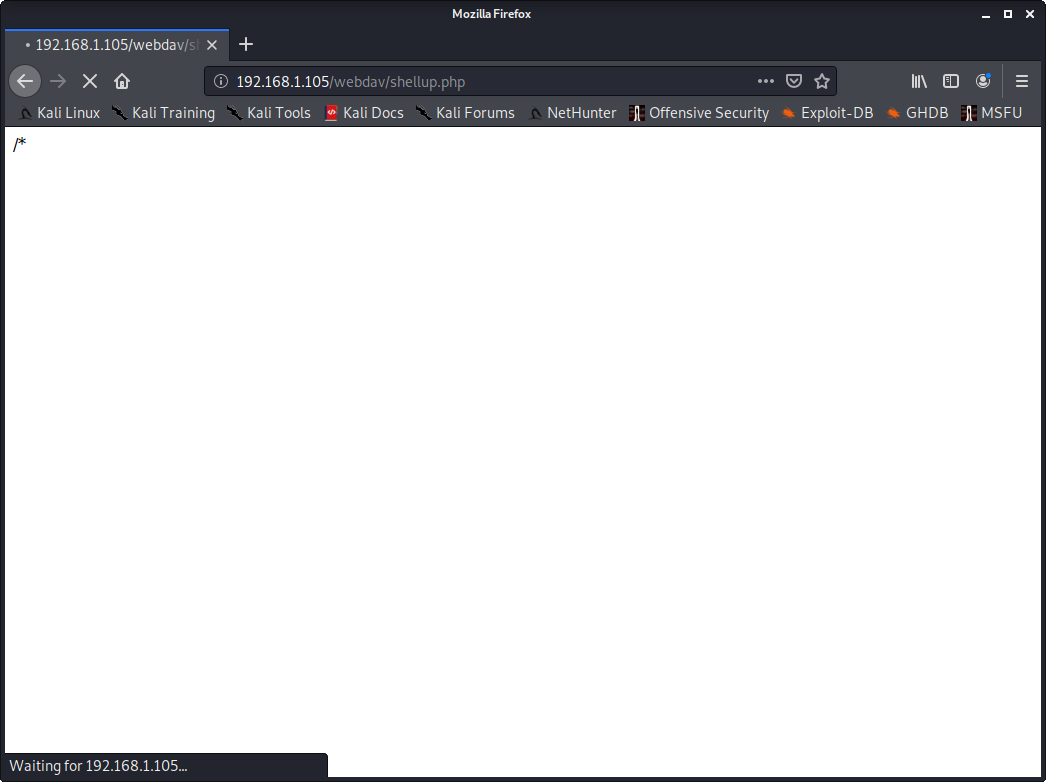 Mozilla Firefox
192.168.1.105/webdav/sh
192.168.1.105/webdav/shellup.php
Kali Linux Kali Training Kali Tools Kali Docs Kali Forums NetHunter Offensive Security Exploit-DB GHDB MSFU
/*
Waiting for 192.168.1.105...